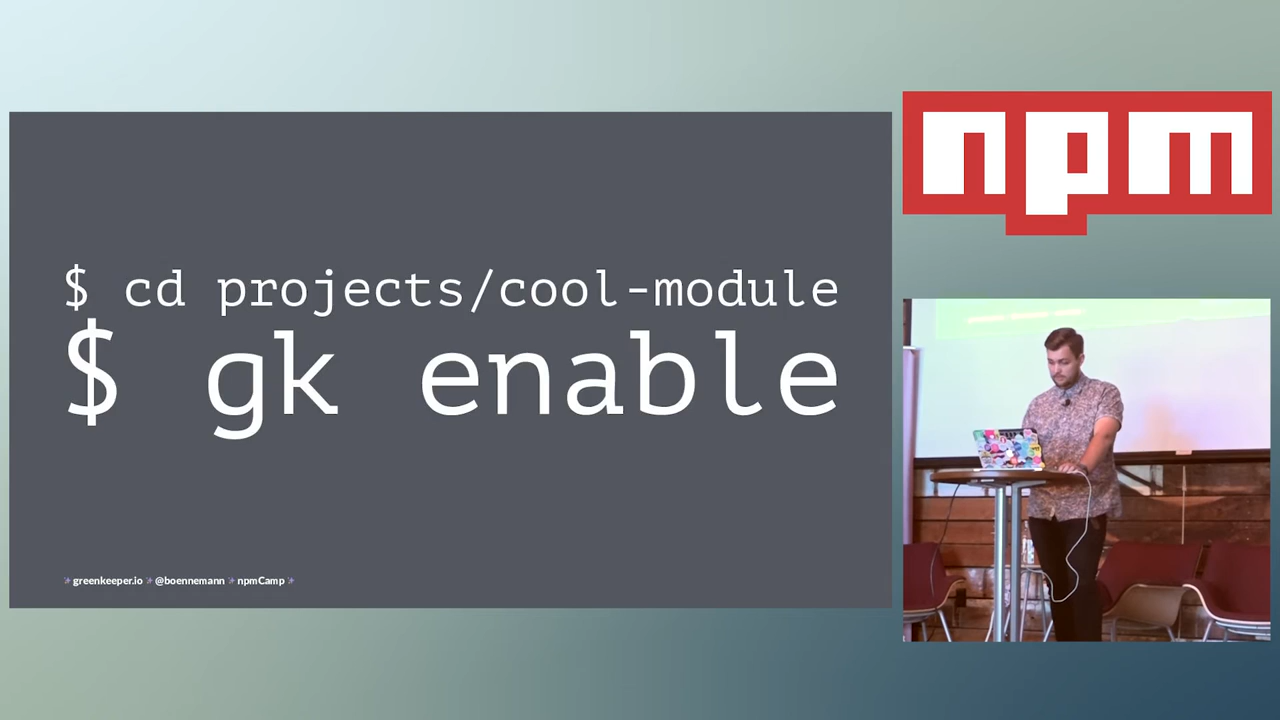 $ cd projects/cool-module
$ gk enable
greenkeeper.io @boennemann npmCamp
npm